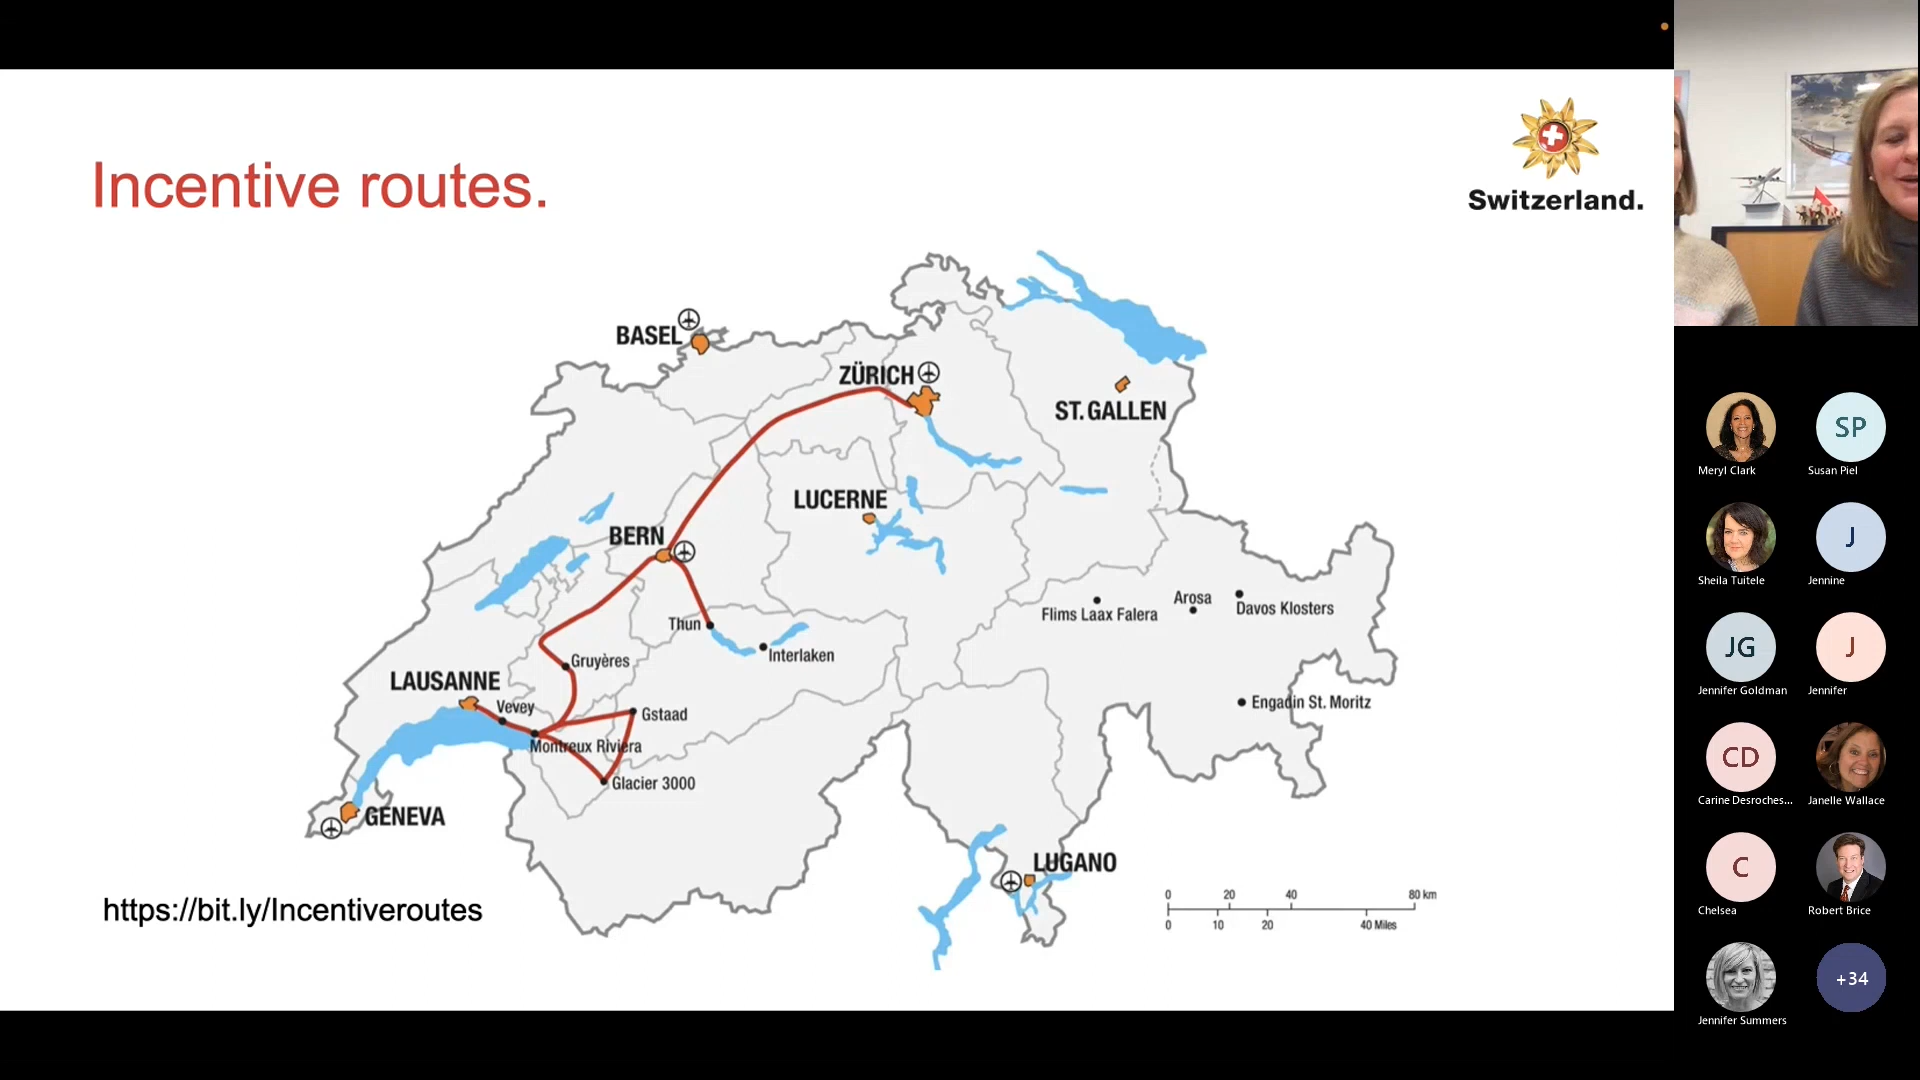 Incentive routes.
Switzerland.
BASEL
ZÜRICH
ST. GALLEN
LUCERNE
BERN
Thun
Interlaken
Flims Laax Falera
Arosa
Davos Klosters
Gruyères
LAUSANNE
Vevey
Gstaad
Engadin St. Moritz
Montreux Riviera
Glacier 3000
GENEVA
LUGANO
0 20 40 80 km
0 10 20 40 Miles
https://bit.ly/Incentiveroutes
SP
Meryl Clark
Susan Piel
J
Sheila Tuitele
Jennine
JG
J
Jennifer Goldman
Jennifer
CD
Carine Desroches...
Janelle Wallace
C
Chelsea
Robert Brice
+34
Jennifer Summers